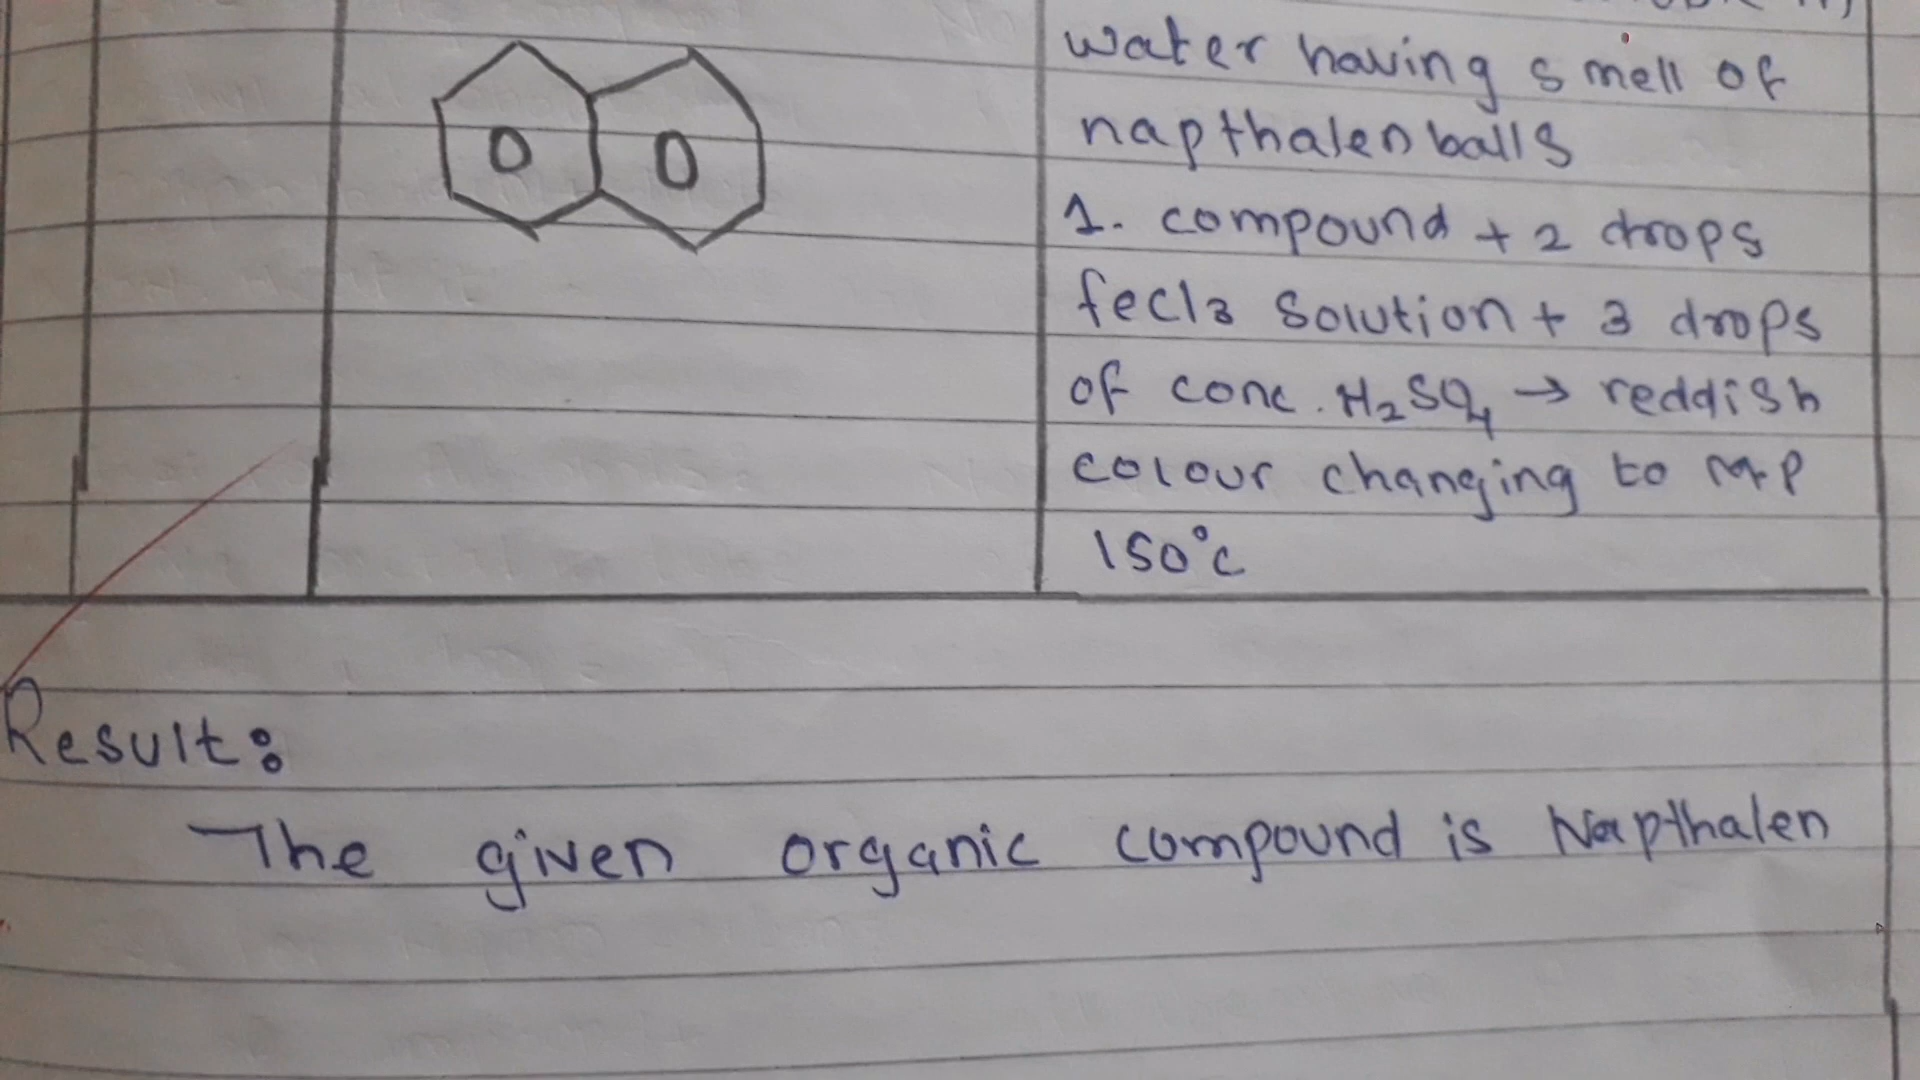 water having smell of
napthalen balls
1. compound + 2 drops
fecl3 solution + 3 drops
of conc. H2SO4 → reddish
colour changing to M.P
150°c
Result:
The given organic compound is Napthalen